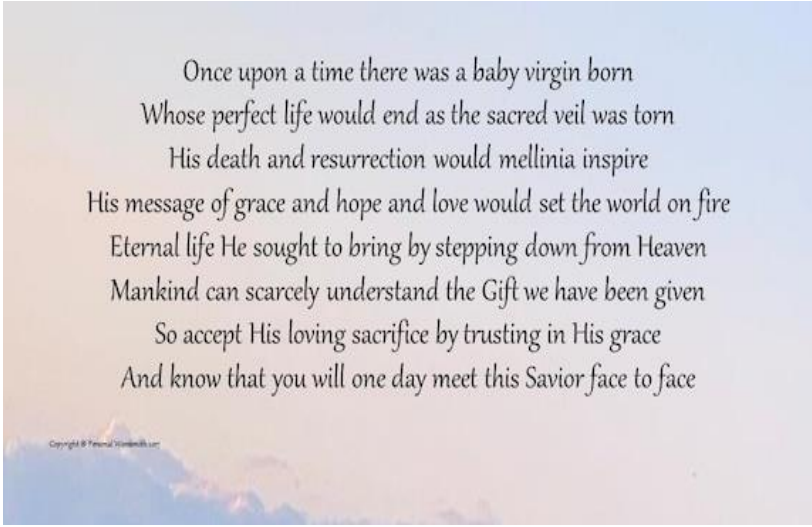 Once upon a time there was a baby virgin born
Whose perfect life would end as the sacred veil was torn
His death and resurrection would mellinia inspire
His message of grace and hope and love would set the world on fire
Eternal life He sought to bring by stepping down from Heaven
Mankind can scarcely understand the Gift we have been given
So accept His loving sacrifice by trusting in His grace
And know that you will one day meet this Savior face to face
Copyright © Personal Wordsmith.com